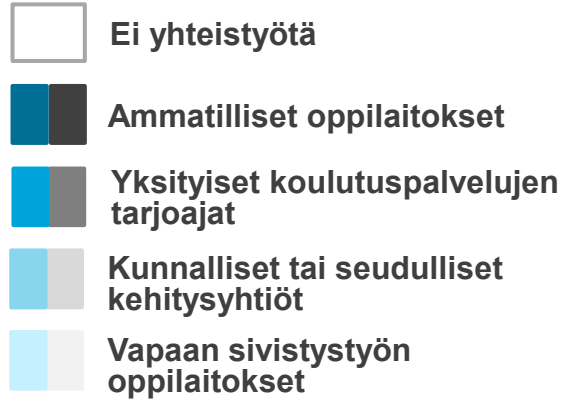 Ei yhteistyötä
Ammatilliset oppilaitokset
Yksityiset koulutuspalvelujen
tarjoajat
Kunnalliset tai seudulliset
kehitysyhtiöt
Vapaan sivistystyön
oppilaitokset